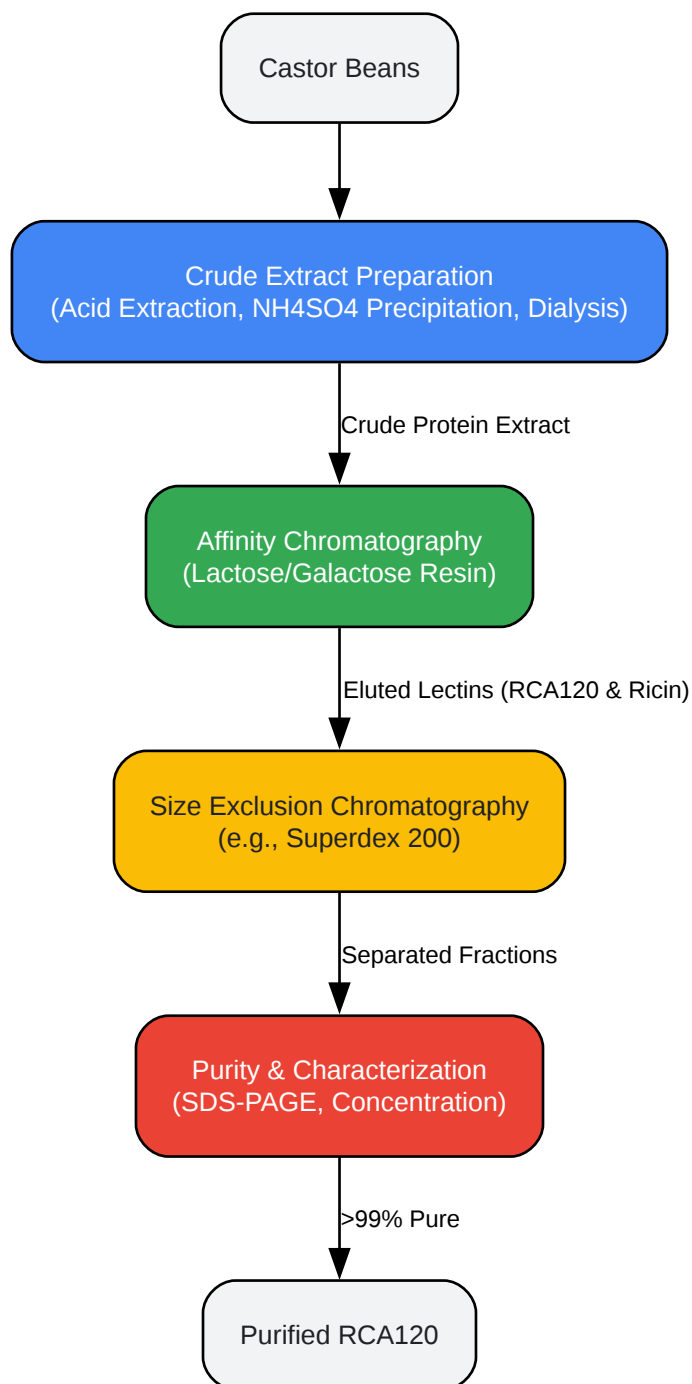 Castor Beans
Crude Extract Preparation
(Acid Extraction, NH4SO4 Precipitation, Dialysis)
Crude Protein Extract
Affinity Chromatography
(Lactose/Galactose Resin)
Eluted Lectins (RCA120 & Ricin)
Size Exclusion Chromatography
(e.g., Superdex 200)
Separated Fractions
Purity & Characterization
(SDS-PAGE, Concentration)
>99% Pure
Purified RCA120